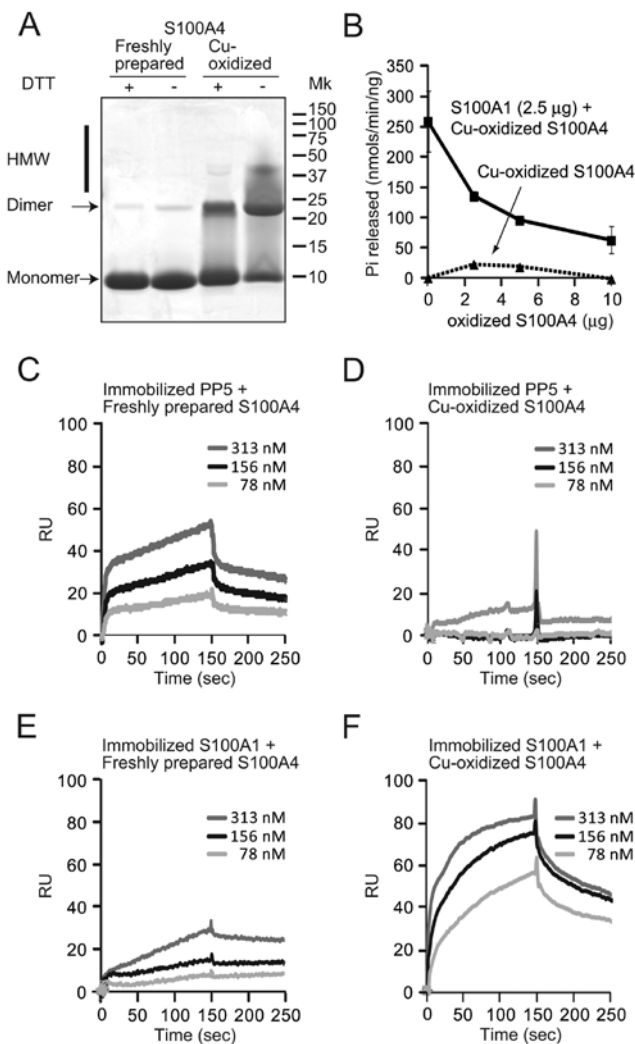 A
S100A4
Freshly prepared
Cu-oxidized
DTT
+ - + -
Mk
150
100
75
50
37
25
20
15
10
HMW
Dimer
Monomer
B
S100A1 (2.5 µg) +
Cu-oxidized S100A4
Cu-oxidized S100A4
Pi released (nmols/min/ng)
350
300
250
200
150
100
50
0
0 2 4 6 8 10
oxidized S100A4 (µg)
C
Immobilized PP5 +
Freshly prepared S100A4
313 nM
156 nM
78 nM
RU
100
80
60
40
20
0
0 50 100 150 200 250
Time (sec)
D
Immobilized PP5 +
Cu-oxidized S100A4
313 nM
156 nM
78 nM
RU
100
80
60
40
20
0
0 50 100 150 200 250
Time (sec)
E
Immobilized S100A1 +
Freshly prepared S100A4
313 nM
156 nM
78 nM
RU
100
80
60
40
20
0
0 50 100 150 200 250
Time (sec)
F
Immobilized S100A1 +
Cu-oxidized S100A4
313 nM
156 nM
78 nM
RU
100
80
60
40
20
0
0 50 100 150 200 250
Time (sec)